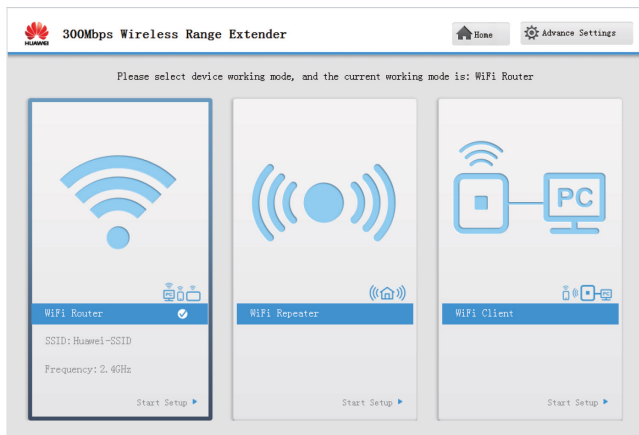 HUAWEI
300Mbps Wireless Range Extender
Home
Advance Settings
Please select device working mode, and the current working mode is: WiFi Router
PC
PC
WiFi Router
SSID:Huawei-SSID
Frequency:2.4GHz
Start Setup
WiFi Repeater
Start Setup
PC
WiFi Client
Start Setup